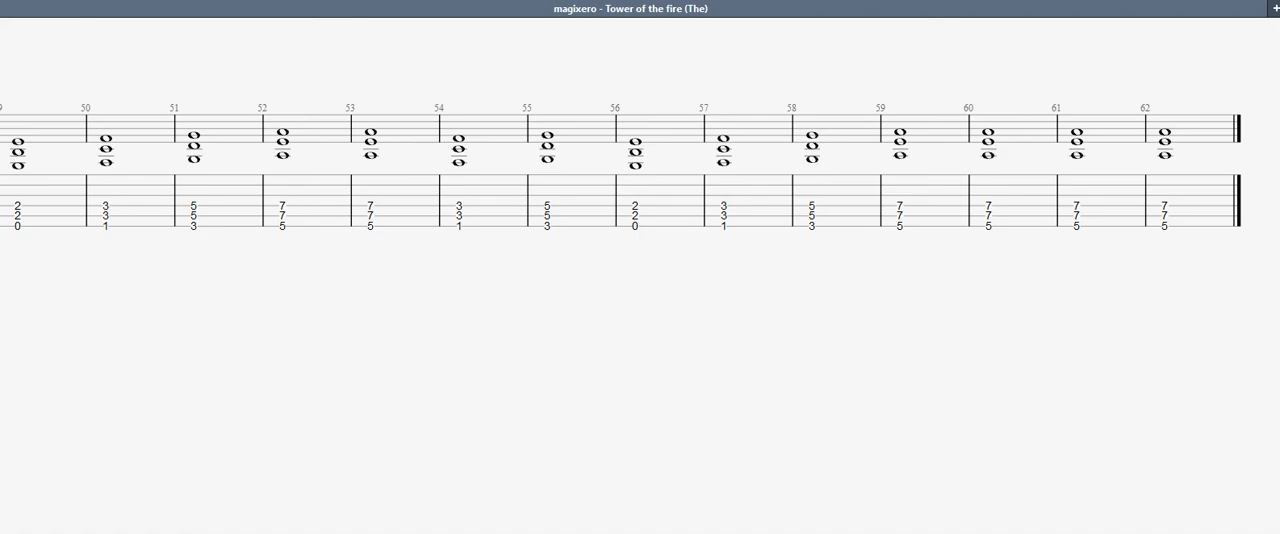 magixero - Tower of the fire (The)
+
9 50 51 52 53 54 55 56 57 58 59 60 61 62
2 3 5 7 7 3 5 2 3 5 7 7 7 7
2 3 5 7 7 3 5 2 3 5 7 7 7 7
0 1 3 5 5 1 3 0 1 3 5 5 5 5